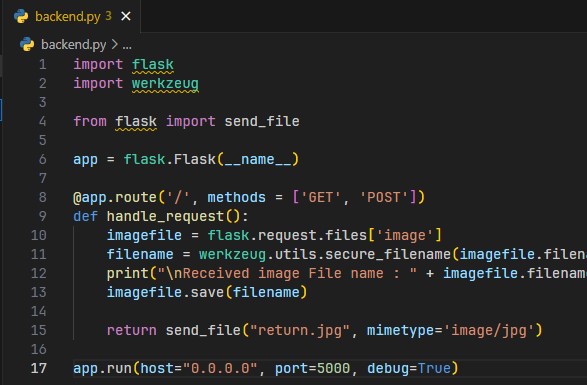 backend.py 3
backend.py > ...
1 import flask
2 import werkzeug
3
4 from flask import send_file
5
6 app = flask.Flask(__name__)
7
8 @app.route('/', methods = ['GET', 'POST'])
9 def handle_request():
10     imagefile = flask.request.files['image']
11     filename = werkzeug.utils.secure_filename(imagefile.filen
12     print("\nReceived image File name : " + imagefile.filename
13     imagefile.save(filename)
14
15     return send_file("return.jpg", mimetype='image/jpg')
16
17 app.run(host="0.0.0.0", port=5000, debug=True)